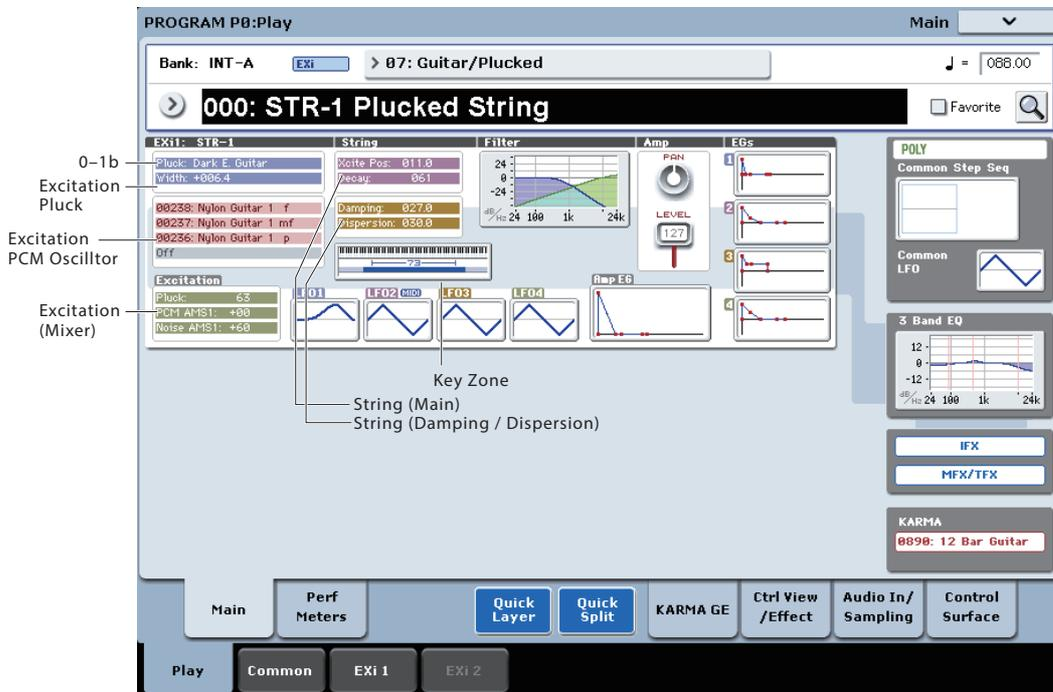 PROGRAM P0:Play
Main
Bank: INT-A
EXi
> 07: Guitar/Plucked
♩ = 088.00
000: STR-1 Plucked String
Favorite
EXi1: STR-1
String
Filter
Amp
EGs
0–1b
Pluck: Dark E. Guitar
Width: +006.4
Excitation
Pluck
00238: Nylon Guitar 1 f
00237: Nylon Guitar 1 mf
00236: Nylon Guitar 1 p
Off
Excitation
PCM Oscilltor
Excitation
Pluck: 63
PCM AMS1: +00
Noise AMS1: +60
Excitation
(Mixer)
Xcite Pos: 011.0
Decay: 061
Damping: 027.0
Dispersion: 030.0
73
24
0
-24
dB/Hz 24 100 1k 24k
PAN
LEVEL
127
1
2
3
4
LFO1
LFO2 MIDI
LFO3
LFO4
Amp EG
Key Zone
String (Main)
String (Damping / Dispersion)
POLY
Common Step Seq
Common
LFO
3 Band EQ
12
0
-12
dB/Hz 24 100 1k 24k
IFX
MFX/TFX
KARMA
0890: 12 Bar Guitar
Main
Perf
Meters
Quick
Layer
Quick
Split
KARMA GE
Ctrl View
/Effect
Audio In/
Sampling
Control
Surface
Play
Common
EXi 1
EXi 2